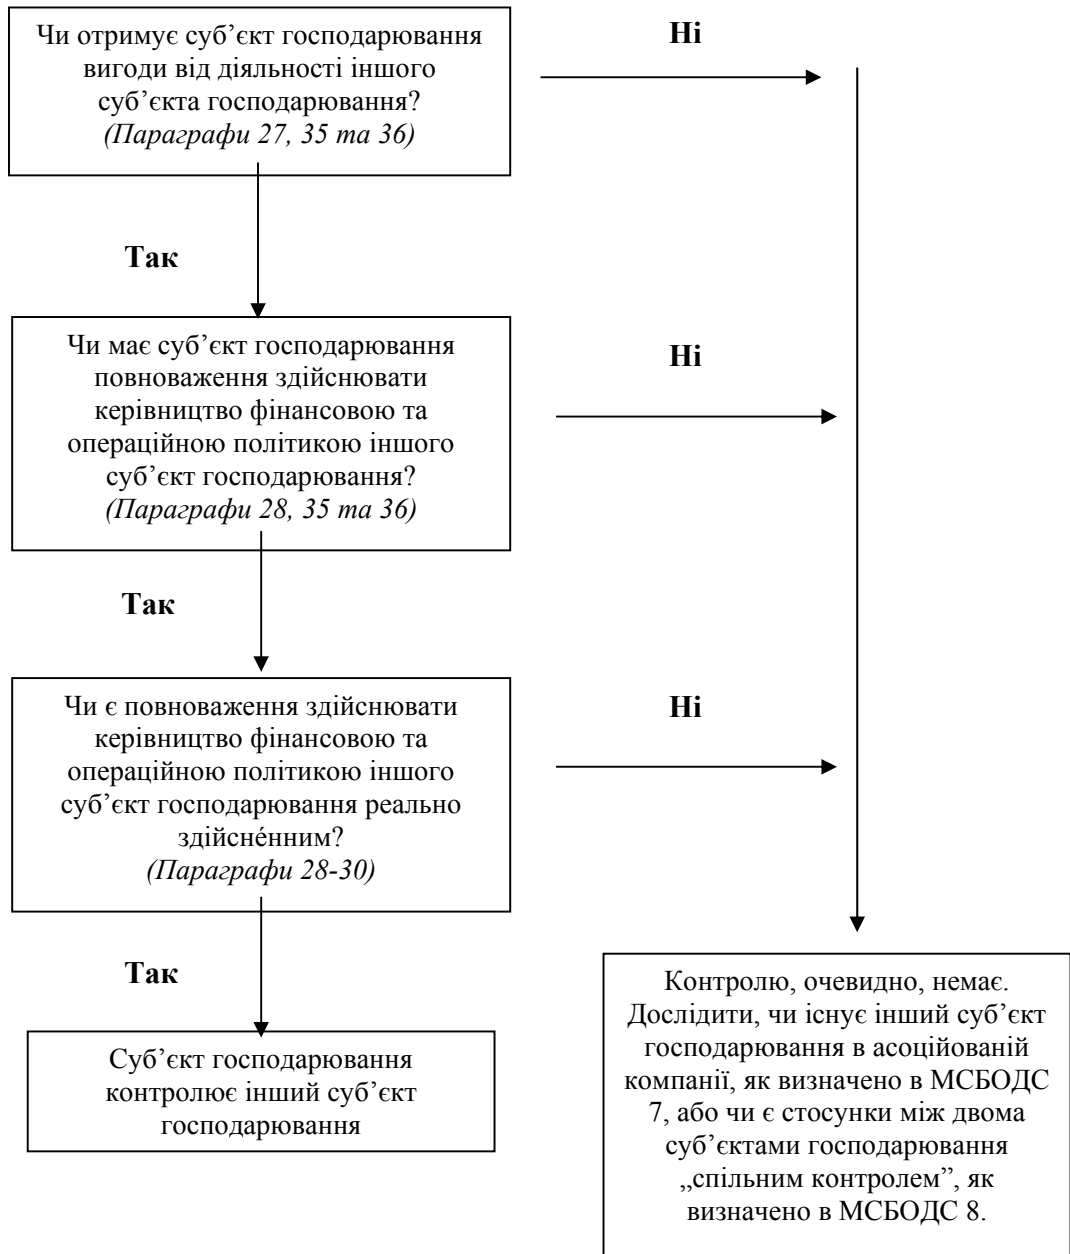 Чи отримує суб’єкт господарювання
вигоди від діяльності іншого
суб’єкта господарювання?
(Параграфи 27, 35 та 36)
Ні
Так
Чи має суб’єкт господарювання
повноваження здійснювати
керівництво фінансовою та
операційною політикою іншого
суб’єкт господарювання?
(Параграфи 28, 35 та 36)
Ні
Так
Чи є повноваження здійснювати
керівництво фінансовою та
операційною політикою іншого
суб’єкт господарювання реально
здійсне́нним?
(Параграфи 28-30)
Ні
Так
Суб’єкт господарювання
контролює інший суб’єкт
господарювання
Контролю, очевидно, немає.
Дослідити, чи існує інший суб’єкт
господарювання в асоційованій
компанії, як визначено в МСБОДС
7, або чи є стосунки між двома
суб’єктами господарювання
„спільним контролем”, як
визначено в МСБОДС 8.